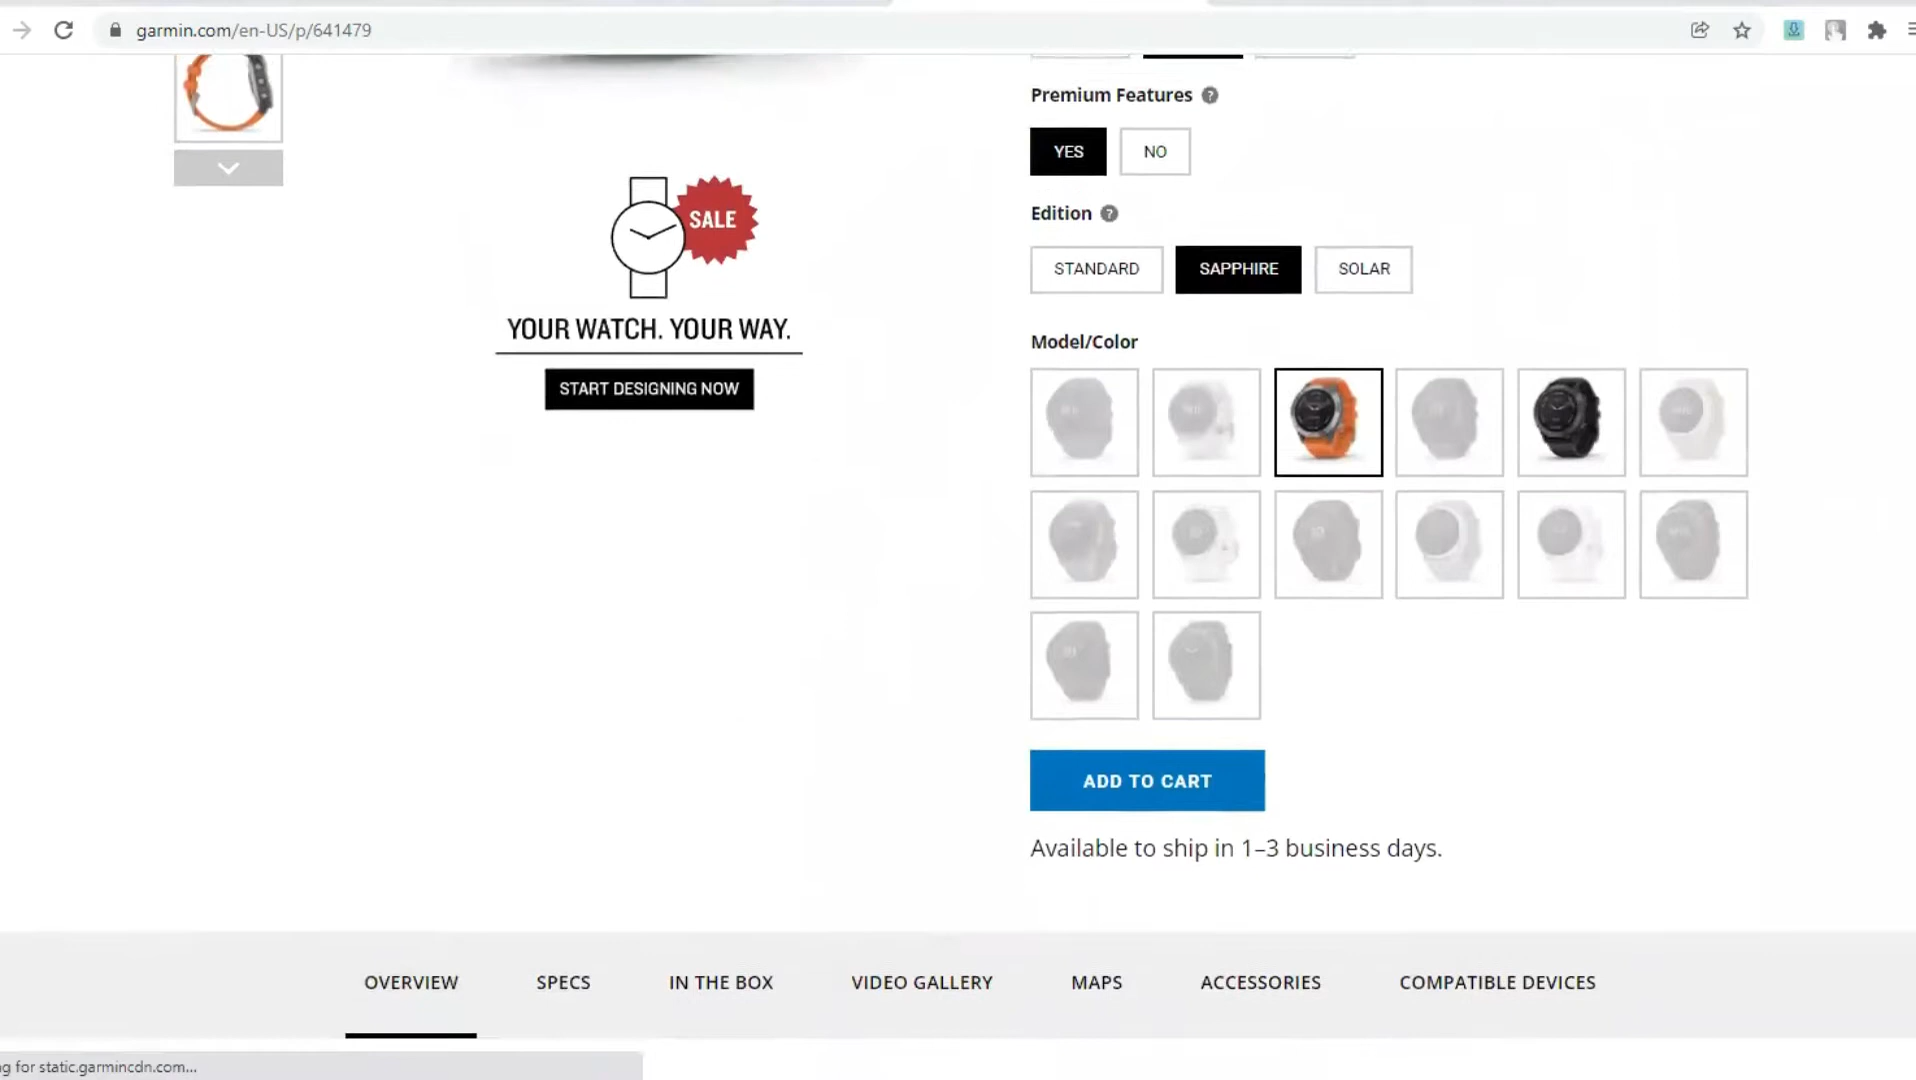 garmin.com/en-US/p/641479
Premium Features ?
YES
NO
Edition ?
STANDARD
SAPPHIRE
SOLAR
SALE
YOUR WATCH. YOUR WAY.
START DESIGNING NOW
Model/Color
ADD TO CART
Available to ship in 1–3 business days.
OVERVIEW
SPECS
IN THE BOX
VIDEO GALLERY
MAPS
ACCESSORIES
COMPATIBLE DEVICES
g for static.garmincdn.com...